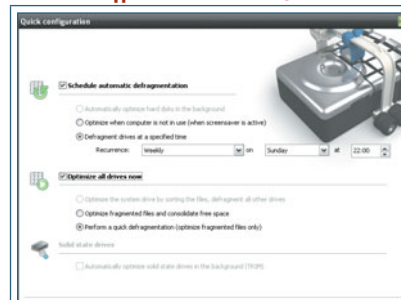 Quick configuration
Schedule automatic defragmentation
Automatically optimize hard disks in the background
Optimize when computer is not in use (when screensaver is active)
Defragment drives at a specified time
Recurrence: Weekly on Sunday at 22:00
Optimize all drives now
Optimize the system drive by sorting the files, defragment all other drives
Optimize fragmented files and consolidate free space
Perform a quick defragmentation (optimize fragmented files only)
Solid state drives
Automatically optimize solid state drives in the background (TRIM)